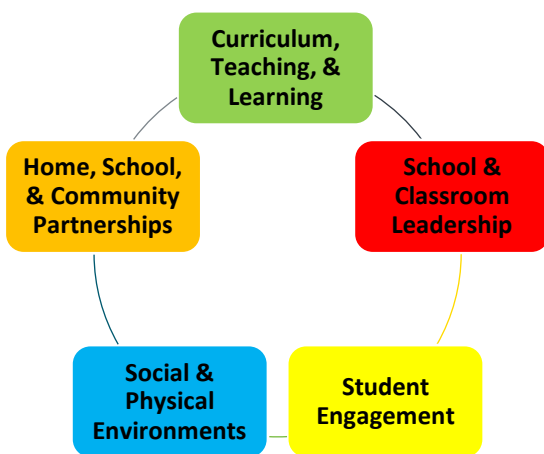 Curriculum,
Teaching, &
Learning
Home, School,
& Community
Partnerships
School &
Classroom
Leadership
Social &
Physical
Environments
Student
Engagement